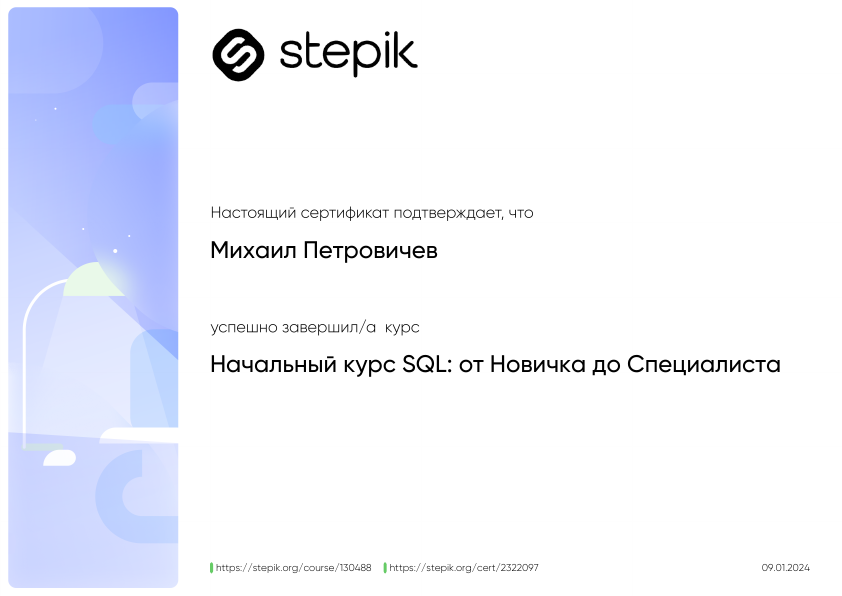 stepik
Настоящий сертификат подтверждает, что
Михаил Петровичев
успешно завершил/а курс
Начальный курс SQL: от Новичка до Специалиста
https://stepik.org/course/130488 https://stepik.org/cert/2322097 09.01.2024